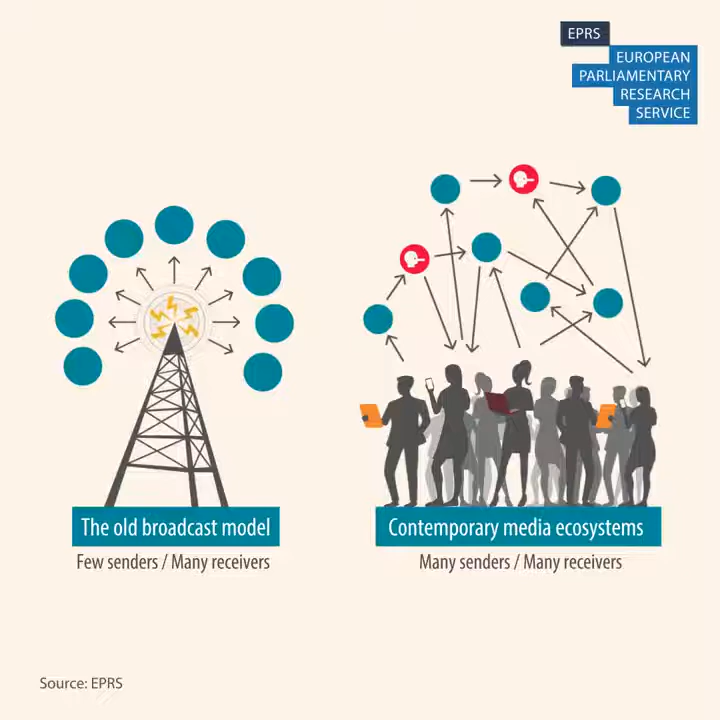 EPRS
EUROPEAN
PARLIAMENTARY
RESEARCH
SERVICE
The old broadcast model
Few senders / Many receivers
Contemporary media ecosystems
Many senders / Many receivers
Source: EPRS